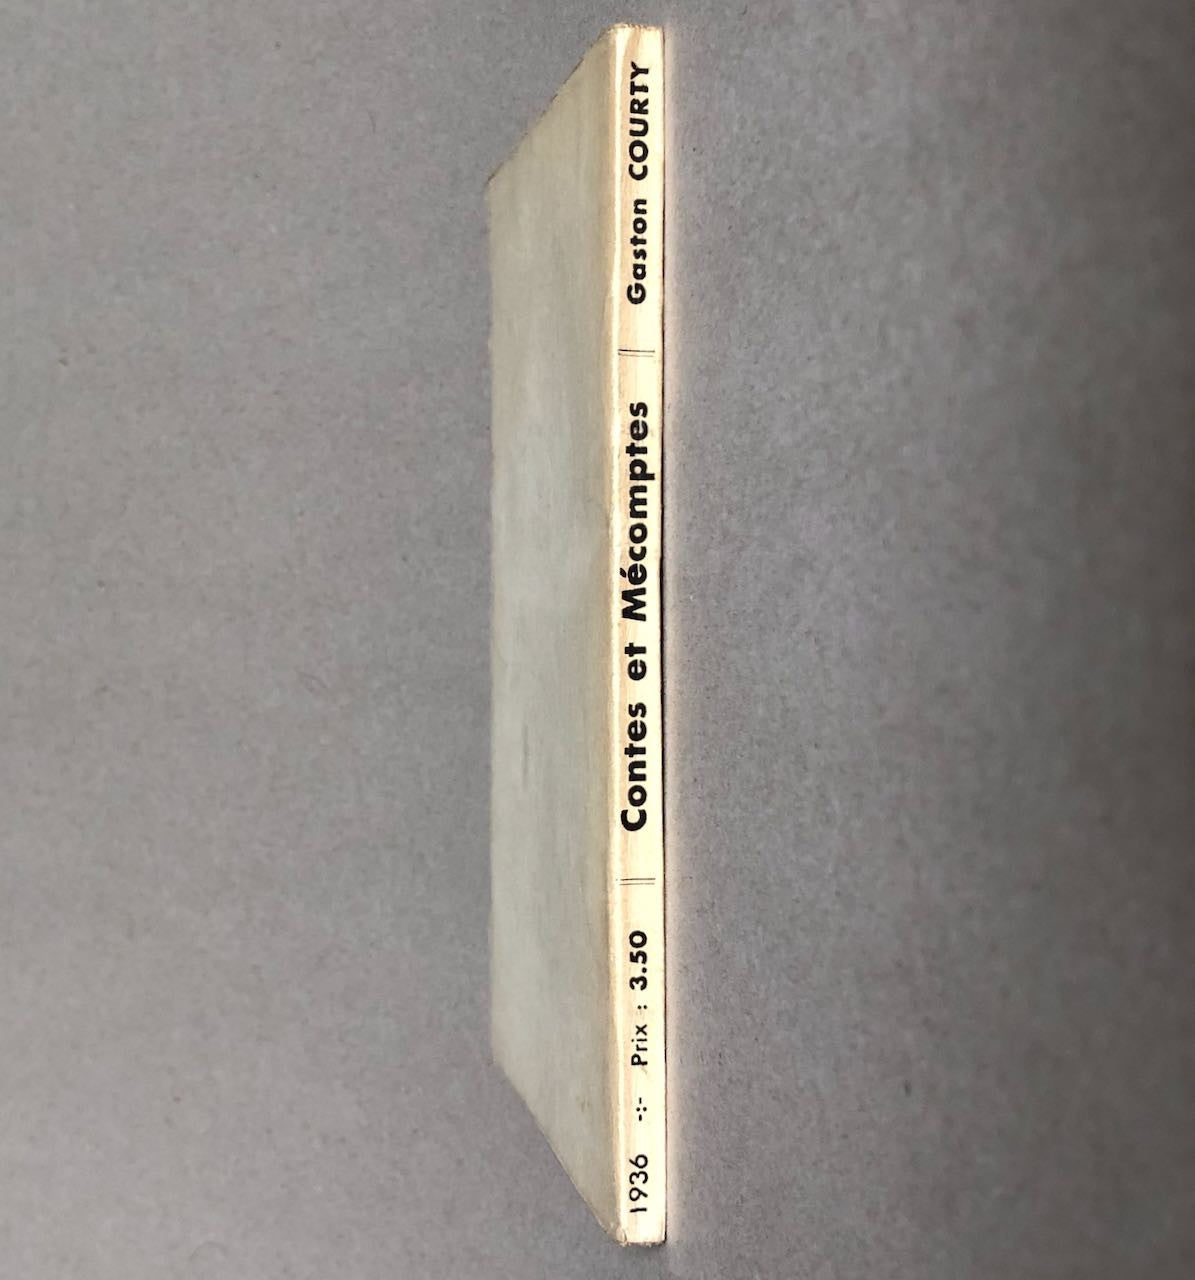 1936 -:- Prix : 3.50 Contes et Mécomptes Gaston COURTY